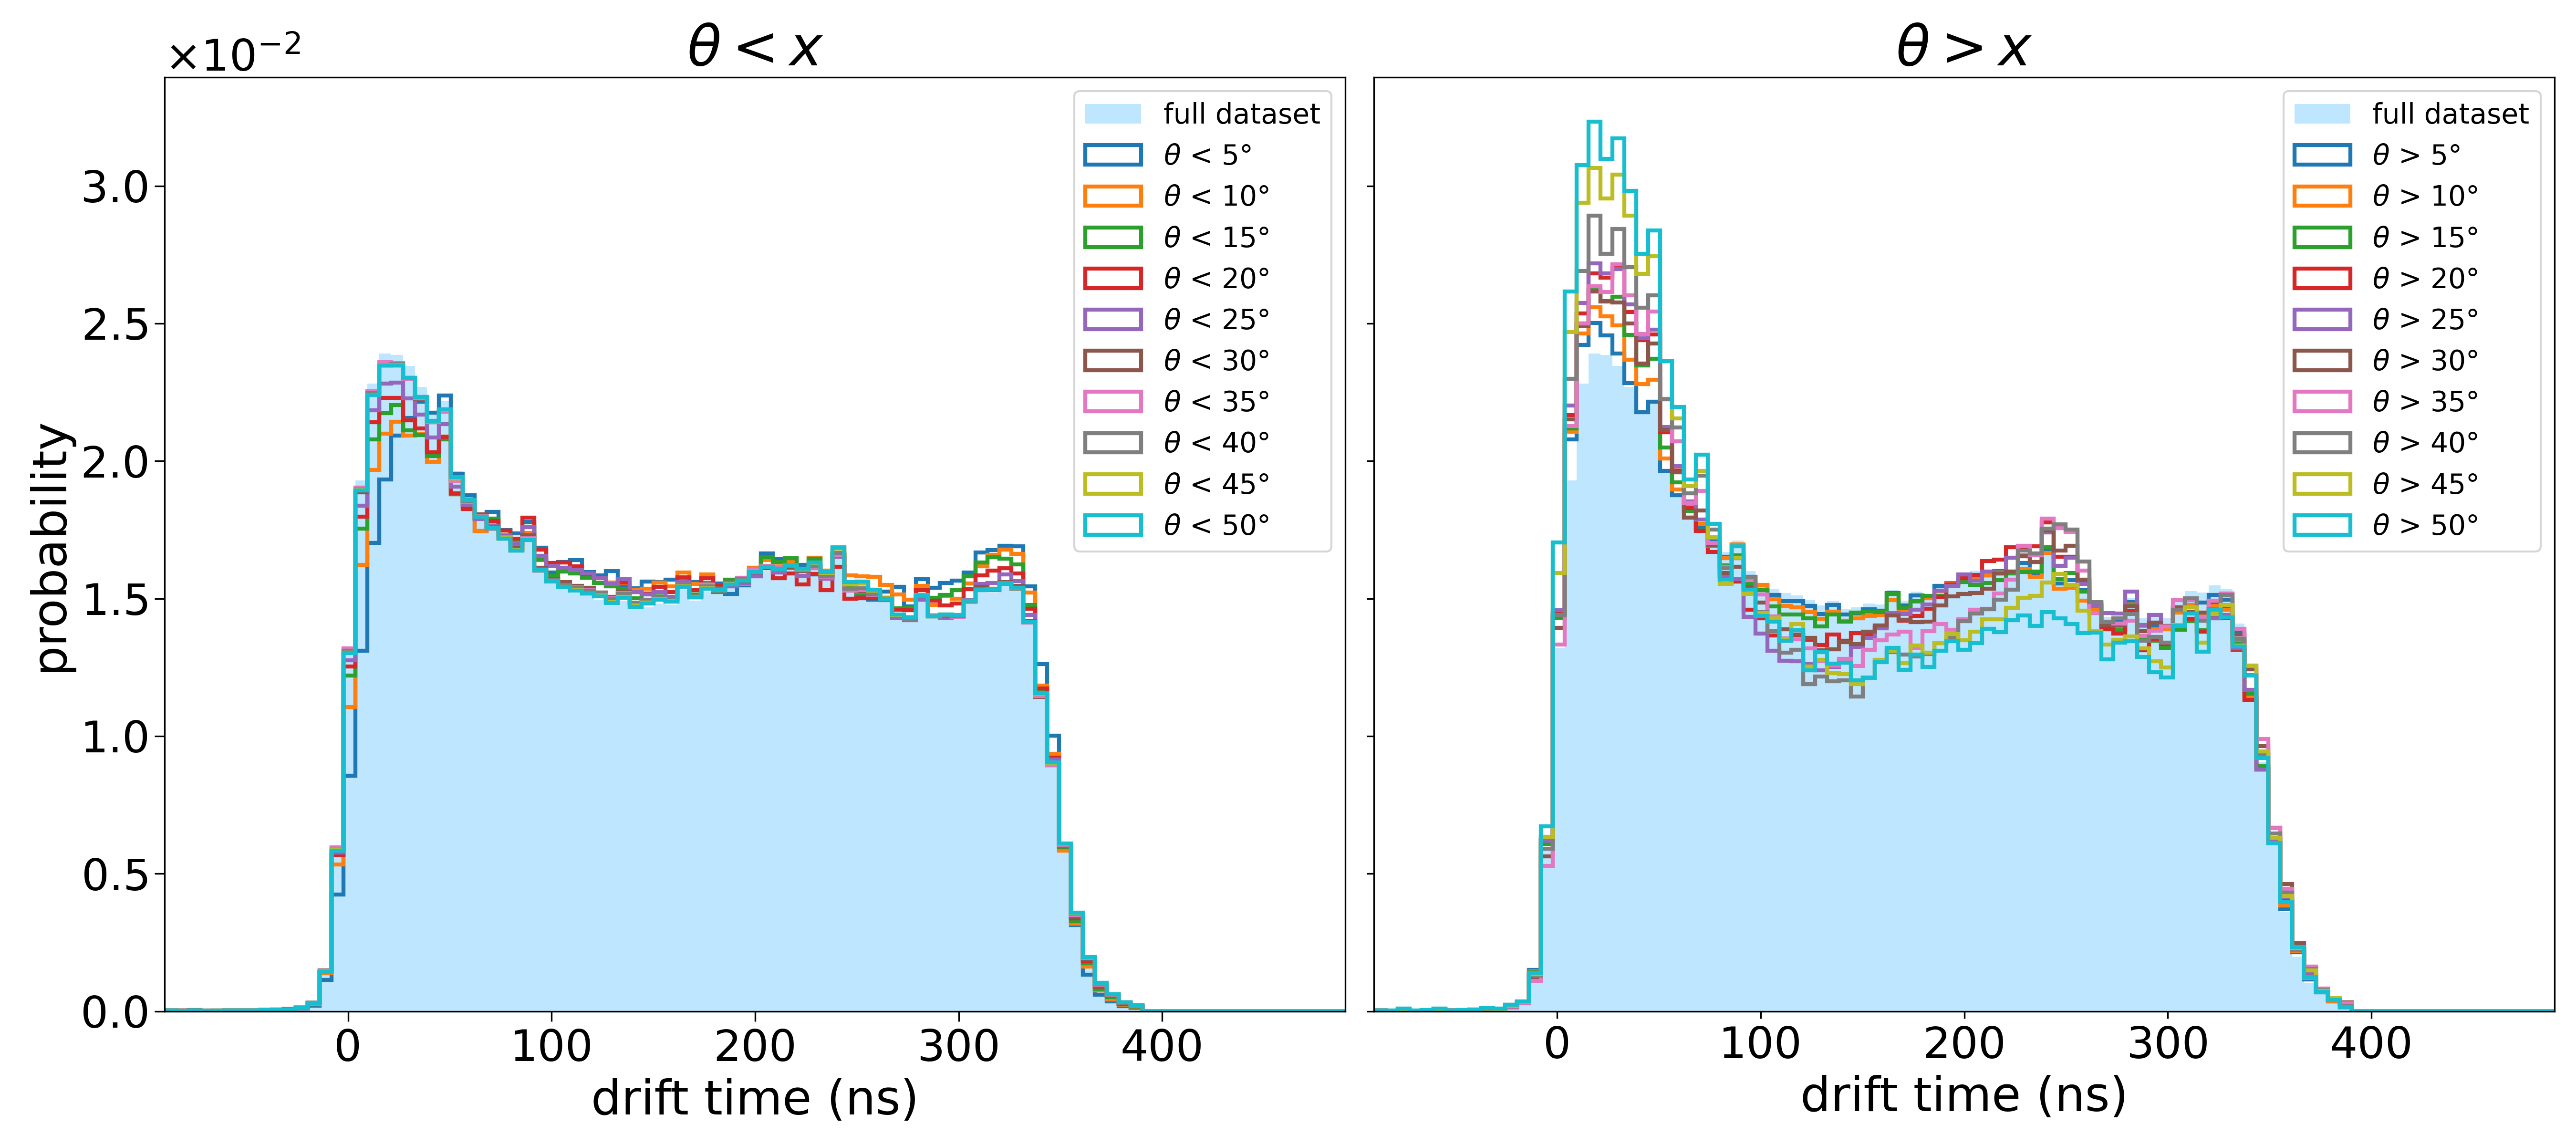 θ < x
×10⁻²
probability
3.0
2.5
2.0
1.5
1.0
0.5
0.0
0 100 200 300 400
drift time (ns)
full dataset
θ < 5°
θ < 10°
θ < 15°
θ < 20°
θ < 25°
θ < 30°
θ < 35°
θ < 40°
θ < 45°
θ < 50°
θ > x
0 100 200 300 400
drift time (ns)
full dataset
θ > 5°
θ > 10°
θ > 15°
θ > 20°
θ > 25°
θ > 30°
θ > 35°
θ > 40°
θ > 45°
θ > 50°